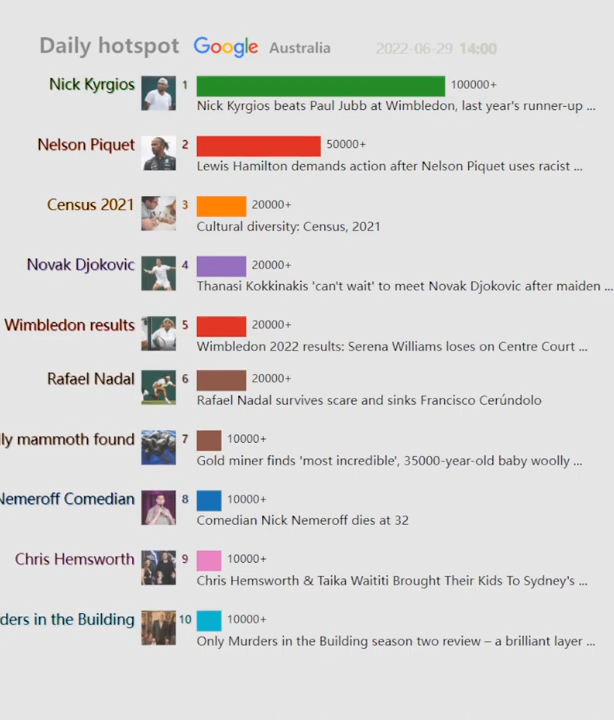 Daily hotspot Google Australia 2022-06-29 14:00
Nick Kyrgios 1 100000+
Nick Kyrgios beats Paul Jubb at Wimbledon, last year's runner-up ...
Nelson Piquet 2 50000+
Lewis Hamilton demands action after Nelson Piquet uses racist ...
Census 2021 3 20000+
Cultural diversity: Census, 2021
Novak Djokovic 4 20000+
Thanasi Kokkinakis 'can't wait' to meet Novak Djokovic after maiden ...
Wimbledon results 5 20000+
Wimbledon 2022 results: Serena Williams loses on Centre Court ...
Rafael Nadal 6 20000+
Rafael Nadal survives scare and sinks Francisco Cerúndolo
lly mammoth found 7 10000+
Gold miner finds 'most incredible', 35000-year-old baby woolly ...
Nemeroff Comedian 8 10000+
Comedian Nick Nemeroff dies at 32
Chris Hemsworth 9 10000+
Chris Hemsworth & Taika Waititi Brought Their Kids To Sydney's ...
ders in the Building 10 10000+
Only Murders in the Building season two review – a brilliant layer ...